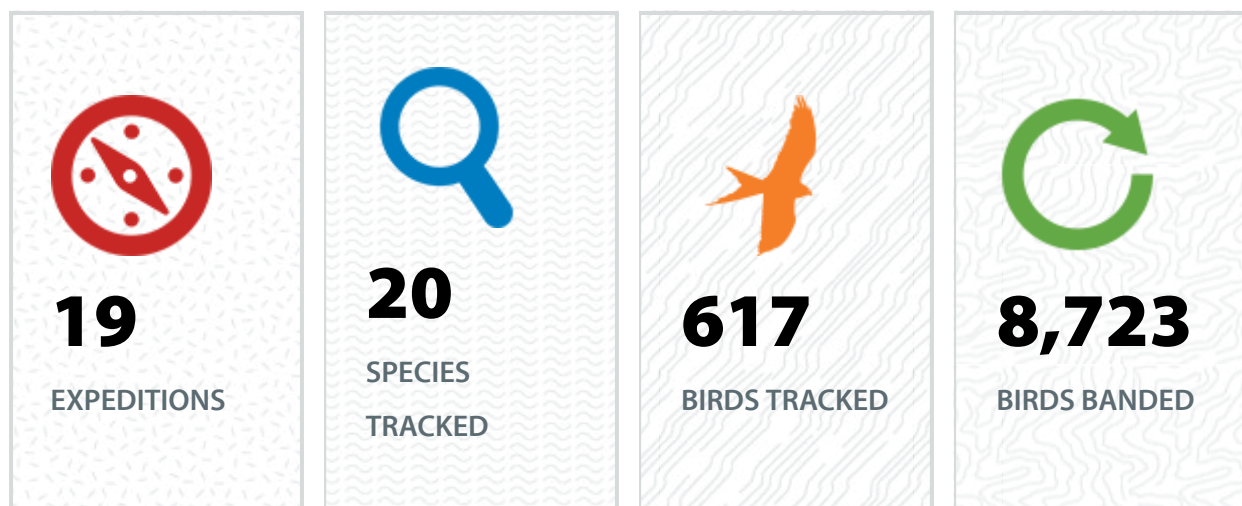 19
EXPEDITIONS
20
SPECIES
TRACKED
617
BIRDS TRACKED
8,723
BIRDS BANDED